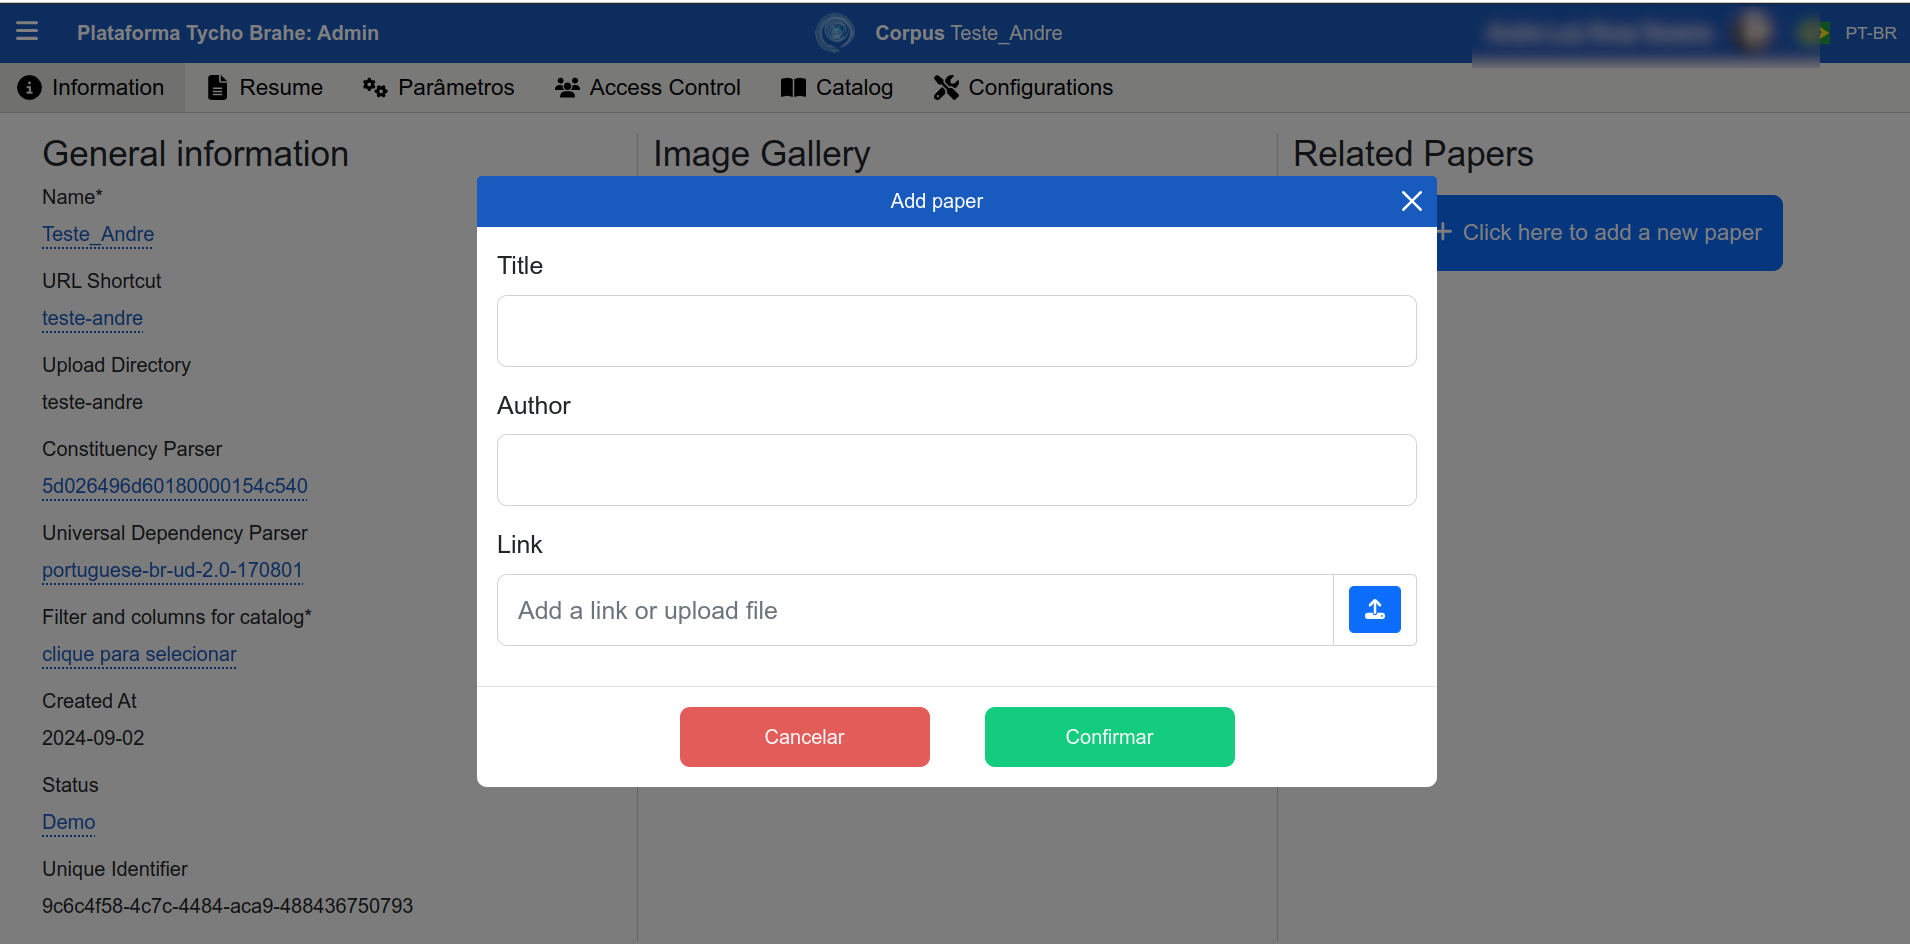 Plataforma Tycho Brahe: Admin
Corpus Teste_Andre
PT-BR
Information
Resume
Parâmetros
Access Control
Catalog
Configurations
General information
Name*
Teste_Andre
URL Shortcut
teste-andre
Upload Directory
teste-andre
Constituency Parser
5d026496d60180000154c540
Universal Dependency Parser
portuguese-br-ud-2.0-170801
Filter and columns for catalog*
clique para selecionar
Created At
2024-09-02
Status
Demo
Unique Identifier
9c6c4f58-4c7c-4484-aca9-488436750793
Image Gallery
Related Papers
+ Click here to add a new paper
Add paper
Title
Author
Link
Add a link or upload file
Cancelar
Confirmar